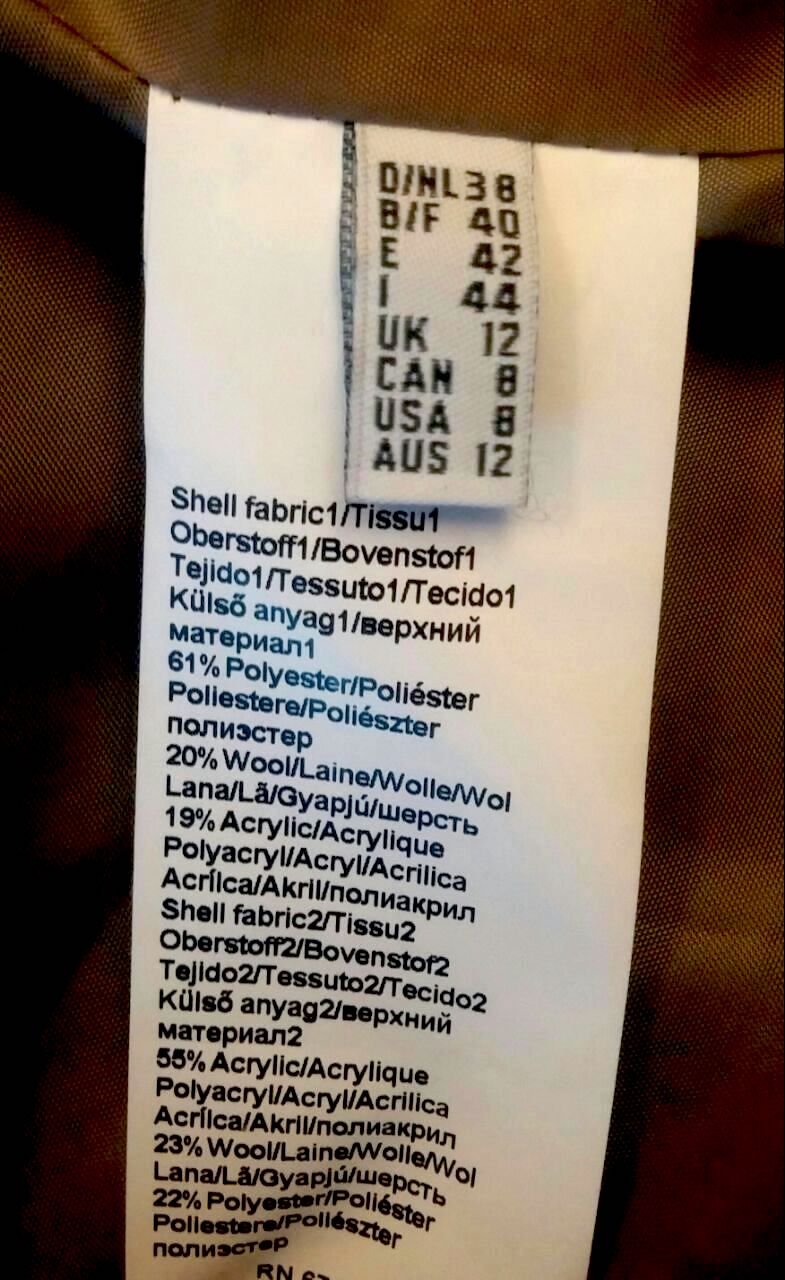 D/NL 38
B/F 40
E 42
I 44
UK 12
CAN 8
USA 8
AUS 12
Shell fabric1/Tissu1
Oberstoff1/Bovenstof1
Tejido1/Tessuto1/Tecido1
Külső anyag1/верхний
материал1
61% Polyester/Poliéster
Poliestere/Poliészter
полиэстер
20% Wool/Laine/Wolle/Wol
Lana/Lã/Gyapjú/шерсть
19% Acrylic/Acrylique
Polyacryl/Acryl/Acrilica
Acrílca/Akril/полиакрил
Shell fabric2/Tissu2
Oberstoff2/Bovenstof2
Tejido2/Tessuto2/Tecido2
Külső anyag2/верхний
материал2
55% Acrylic/Acrylique
Polyacryl/Acryl/Acrilica
Acrílca/Akril/полиакрил
23% Wool/Laine/Wolle/Wol
Lana/Lã/Gyapjú/шерсть
22% Polyester/Poliéster
Poliestere/Poliészter
полиэстер
RN